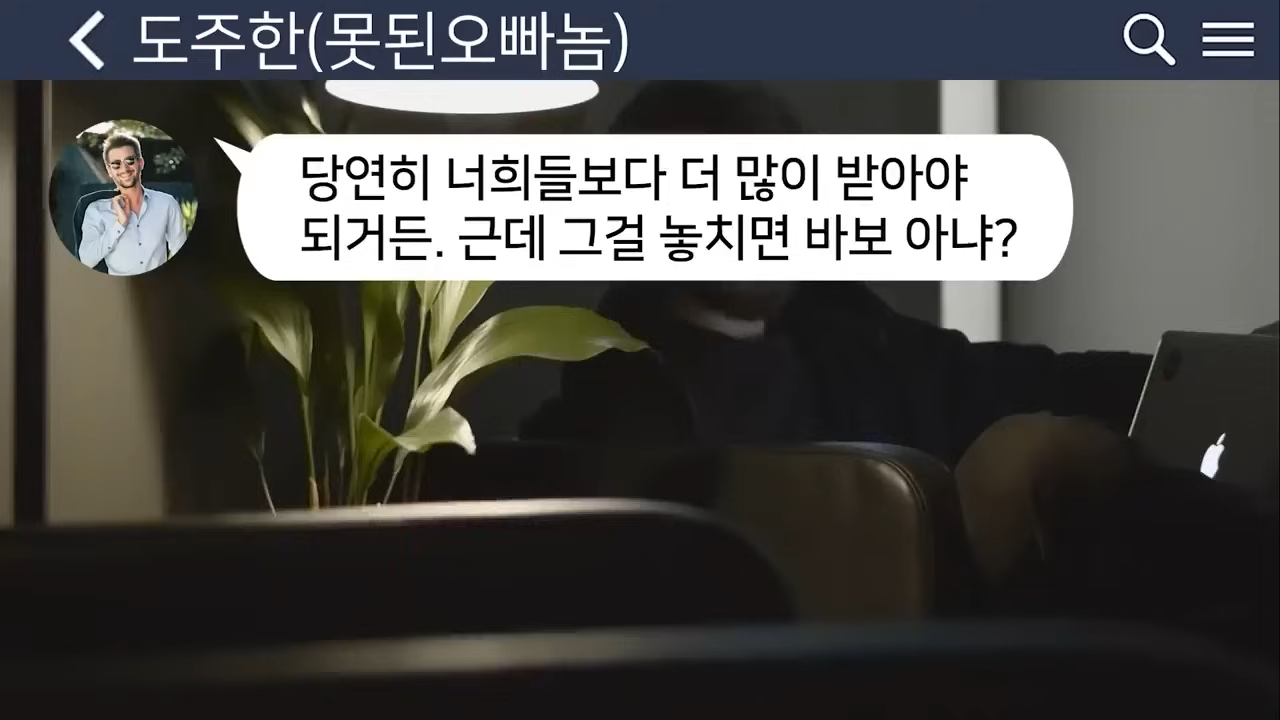 도주한(못된오빠놈)
당연히 너희들보다 더 많이 받아야
되거든. 근데 그걸 놓치면 바보 아냐?